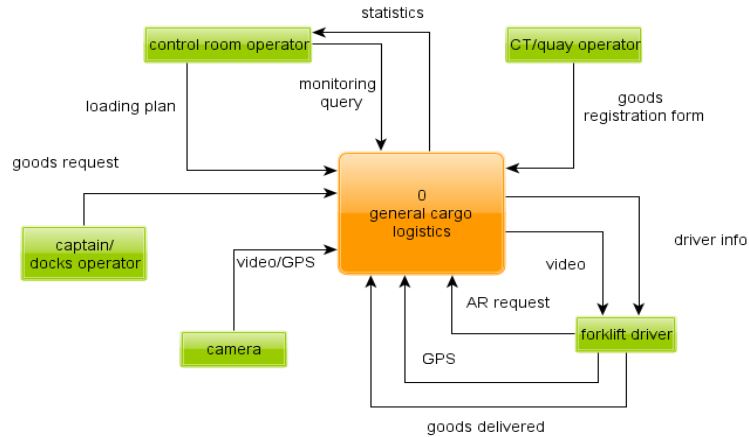 statistics
control room operator
CT/quay operator
monitoring
query
loading plan
goods
registration form
goods request
0
general cargo
logistics
captain/
docks operator
driver info
video/GPS
video
AR request
forklift driver
camera
GPS
goods delivered